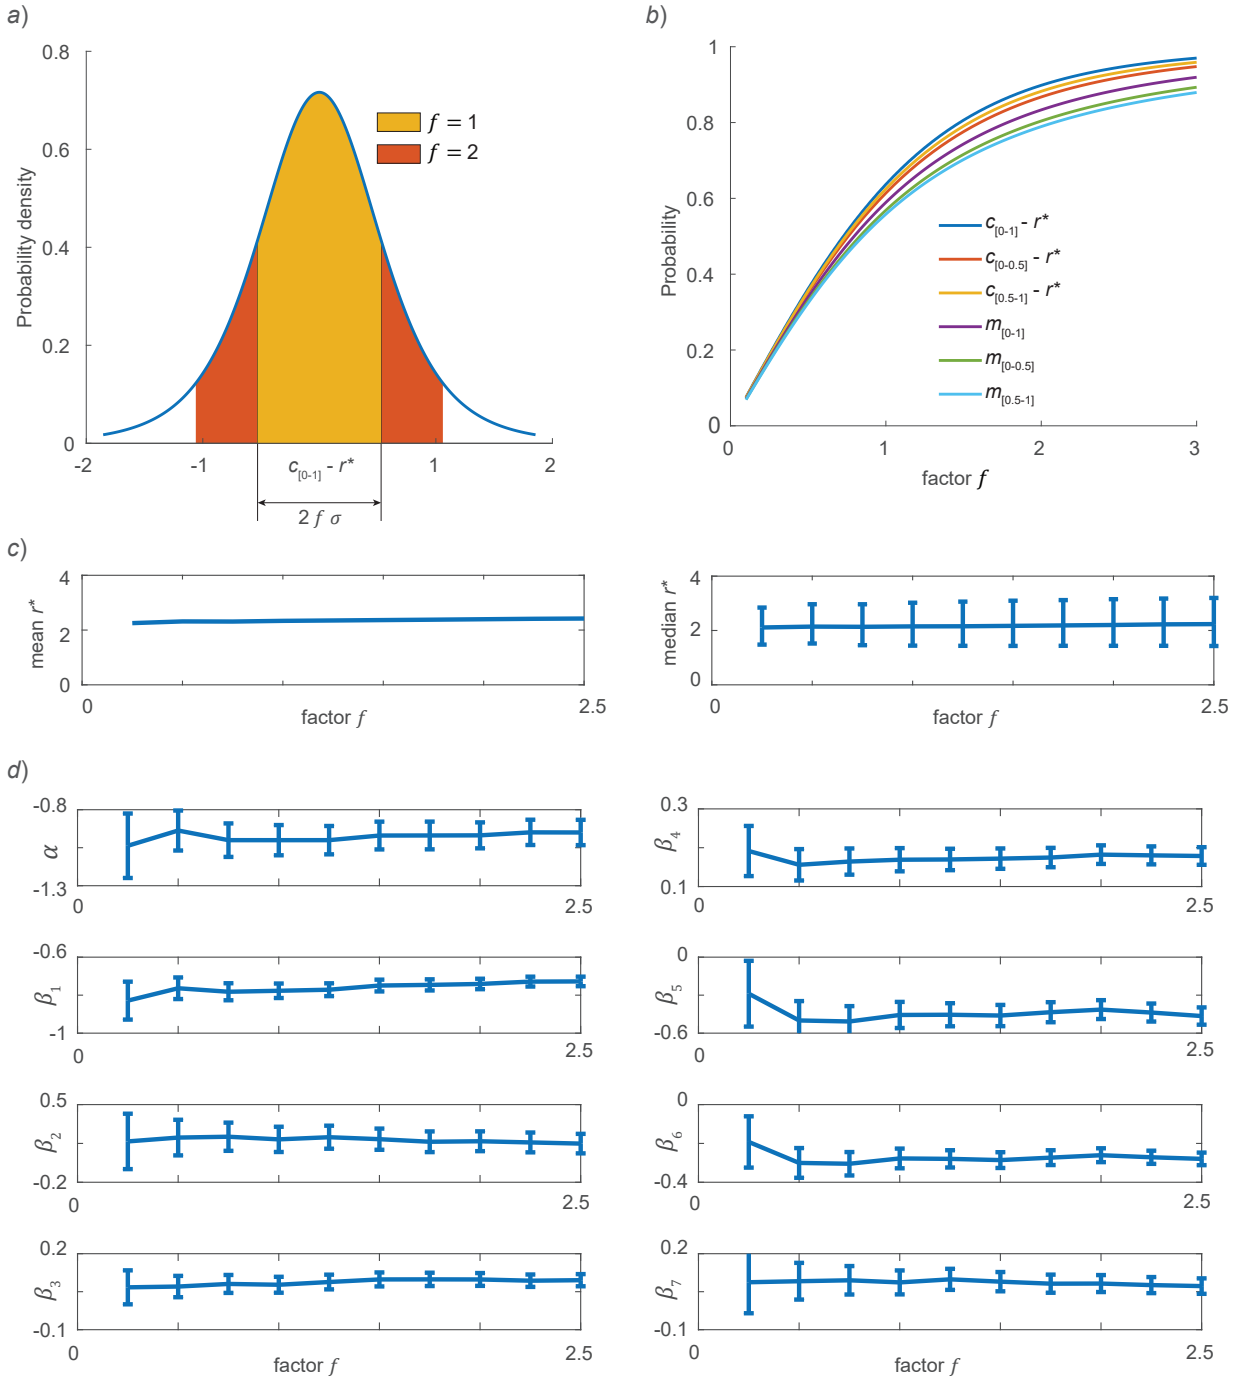 a)
0.8
0.6
0.4
0.2
0
-2
-1
1
2
Probability density
f = 1
f = 2
c[0-1] - r*
2 f σ
b)
1
0.8
0.6
0.4
0.2
0
0
1
2
3
Probability
factor f
c[0-1] - r*
c[0-0.5] - r*
c[0.5-1] - r*
m[0-1]
m[0-0.5]
m[0.5-1]
c)
4
2
0
0
2.5
mean r*
factor f
4
2
0
0
2.5
median r*
factor f
d)
-0.8
-1.3
α
0
2.5
0.3
0.1
β4
0
2.5
-0.6
-1
β1
0
2.5
0
-0.6
β5
0
2.5
0.5
-0.2
β2
0
2.5
0
-0.4
β6
0
2.5
0.2
-0.1
β3
0
2.5
factor f
0.2
-0.1
β7
0
2.5
factor f